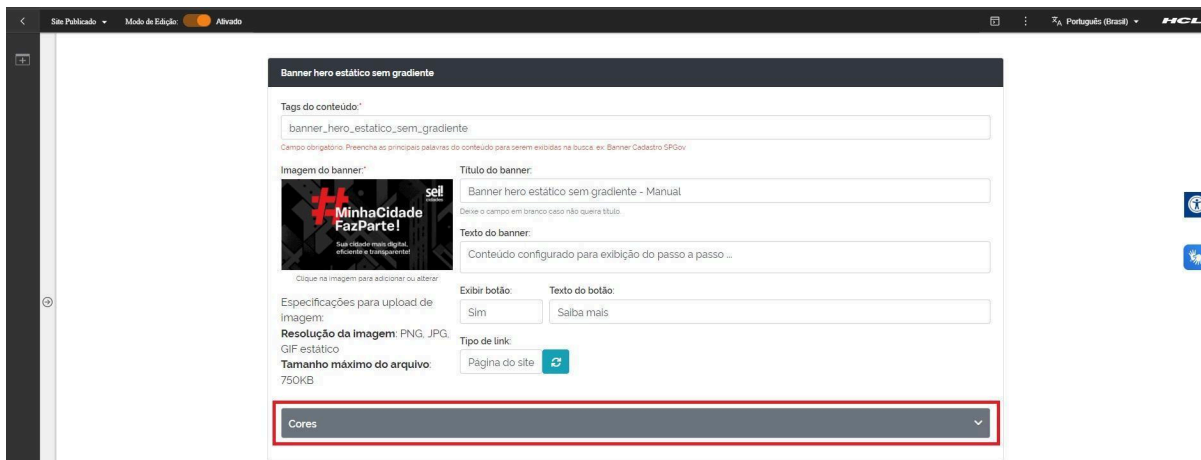 Site Publicado
Modo de Edição:
Ativado
Português (Brasil)
HCL
Banner hero estático sem gradiente
Tags do conteúdo:*
banner_hero_estatico_sem_gradiente
Campo obrigatório. Preencha as principais palavras do conteúdo para serem exibidas na busca. ex: Banner Cadastro SPGov
Imagem do banner:*
sei!
cidades
#MinhaCidade
FazParte!
Sua cidade mais digital,
eficiente e transparente!
Clique na imagem para adicionar ou alterar
Especificações para upload de
imagem:
Resolução da imagem: PNG, JPG,
GIF estático
Tamanho máximo do arquivo:
750KB
Título do banner:
Banner hero estático sem gradiente - Manual
Deixe o campo em branco caso não queira título
Texto do banner:
Conteúdo configurado para exibição do passo a passo ...
Exibir botão:
Texto do botão:
Sim
Saiba mais
Tipo de link:
Página do site
Cores